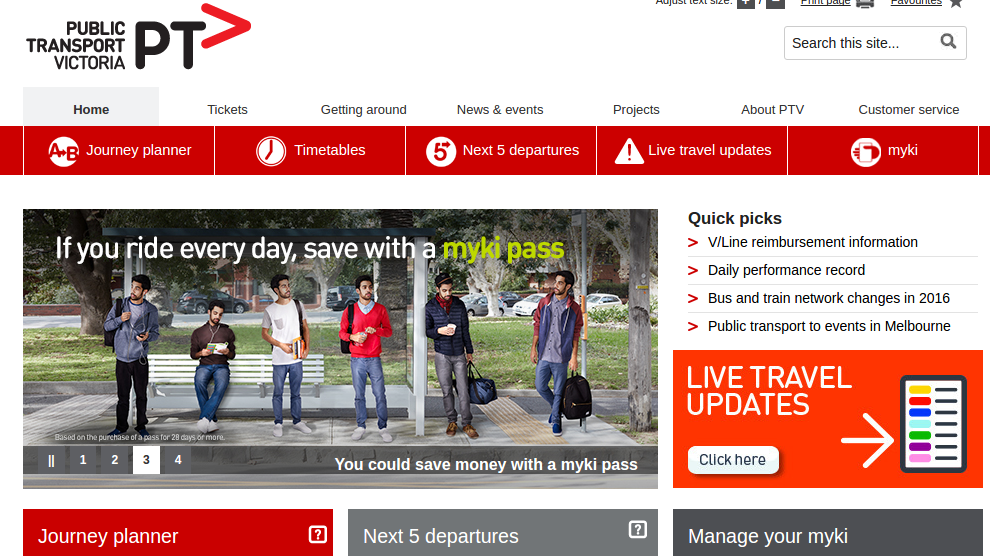 Adjust text size: + / −
Print page
Favourites
PUBLIC
TRANSPORT
VICTORIA
PT
Search this site...
Home
Tickets
Getting around
News & events
Projects
About PTV
Customer service
A B Journey planner
Timetables
5 Next 5 departures
! Live travel updates
myki
If you ride every day, save with a myki pass
Based on the purchase of a pass for 28 days or more.
|| 1 2 3 4
You could save money with a myki pass
Quick picks
> V/Line reimbursement information
> Daily performance record
> Bus and train network changes in 2016
> Public transport to events in Melbourne
LIVE TRAVEL
UPDATES
Click here
Journey planner ?
Next 5 departures ?
Manage your myki